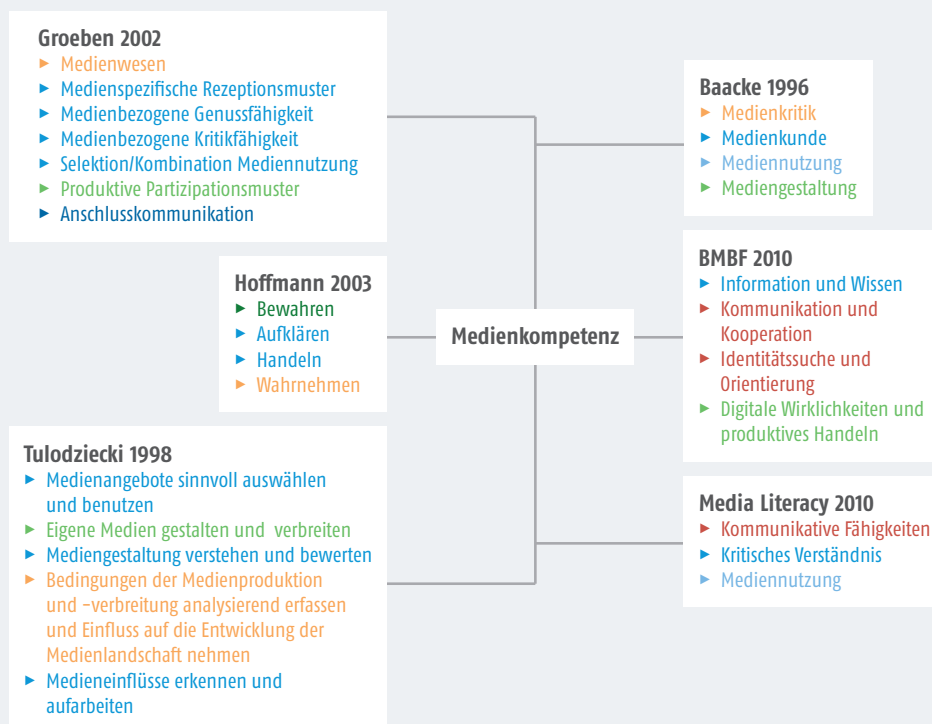 Groeben 2002
► Medienwesen
► Medienspezifische Rezeptionsmuster
► Medienbezogene Genussfähigkeit
► Medienbezogene Kritikfähigkeit
► Selektion/Kombination Mediennutzung
► Produktive Partizipationsmuster
► Anschlusskommunikation
Hoffmann 2003
► Bewahren
► Aufklären
► Handeln
► Wahrnehmen
Tulodziecki 1998
► Medienangebote sinnvoll auswählen
und benutzen
► Eigene Medien gestalten und verbreiten
► Mediengestaltung verstehen und bewerten
► Bedingungen der Medienproduktion
und -verbreitung analysierend erfassen
und Einfluss auf die Entwicklung der
Medienlandschaft nehmen
► Medieneinflüsse erkennen und
aufarbeiten
Medienkompetenz
Baacke 1996
► Medienkritik
► Medienkunde
► Mediennutzung
► Mediengestaltung
BMBF 2010
► Information und Wissen
► Kommunikation und
Kooperation
► Identitätssuche und
Orientierung
► Digitale Wirklichkeiten und
produktives Handeln
Media Literacy 2010
► Kommunikative Fähigkeiten
► Kritisches Verständnis
► Mediennutzung